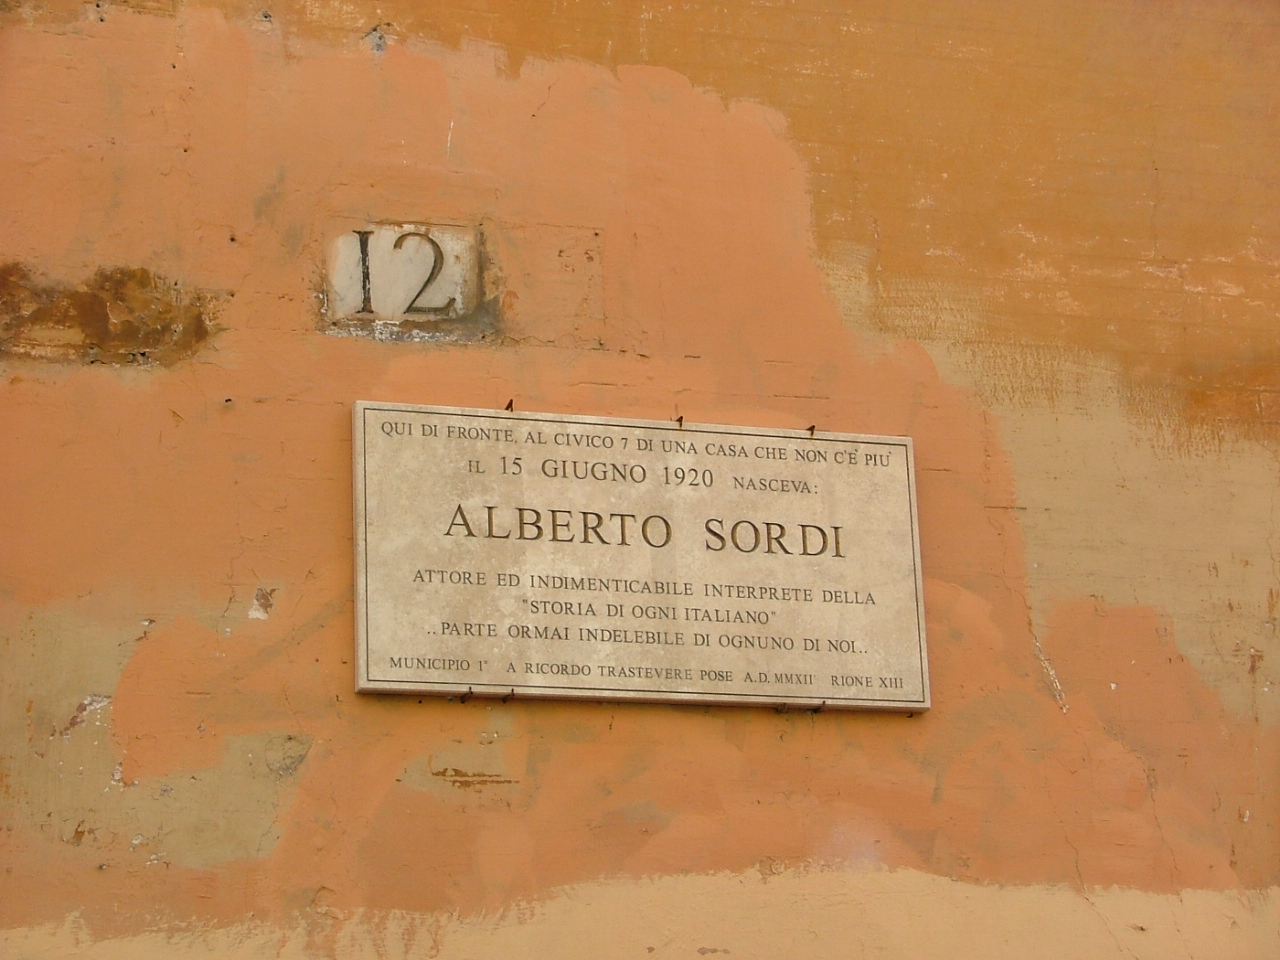 12
QUI DI FRONTE, AL CIVICO 7 DI UNA CASA CHE NON C'È PIU'
IL 15 GIUGNO 1920 NASCEVA:
ALBERTO SORDI
ATTORE ED INDIMENTICABILE INTERPRETE DELLA
"STORIA DI OGNI ITALIANO"
..PARTE ORMAI INDELEBILE DI OGNUNO DI NOI..
MUNICIPIO 1° A RICORDO TRASTEVERE POSE A.D. MMXII° RIONE XIII